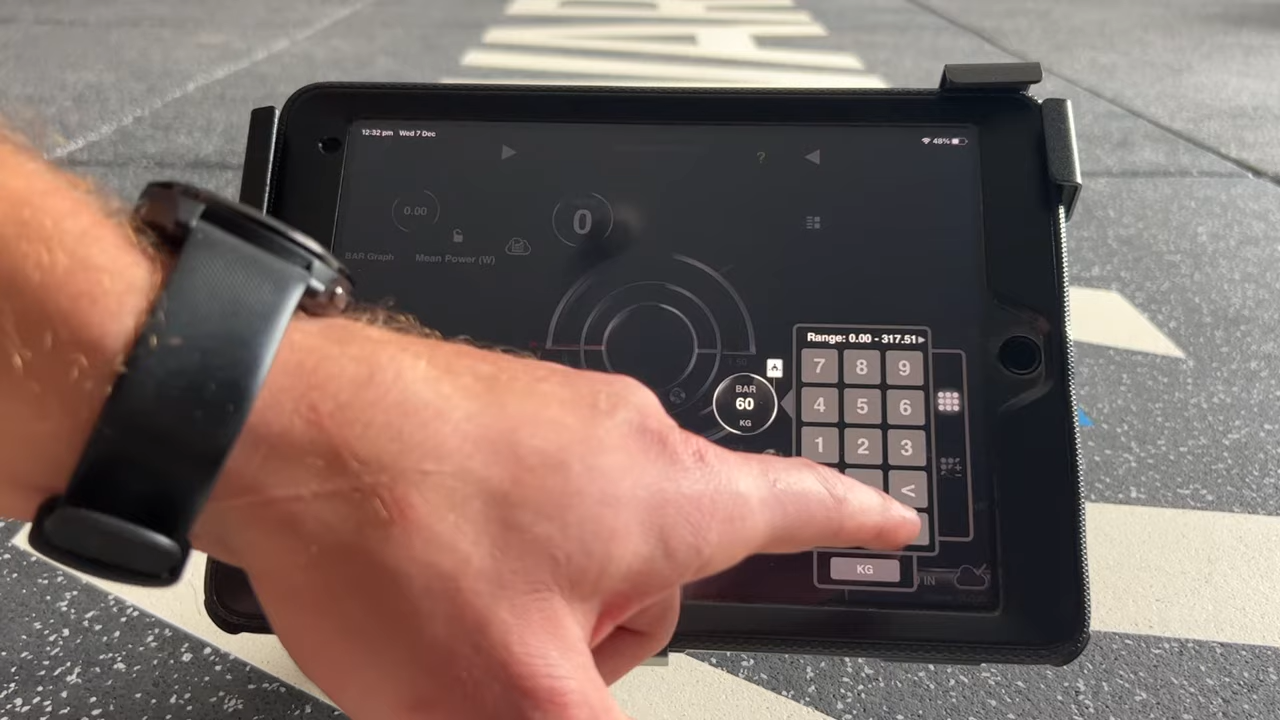 12:32 pm Wed 7 Dec
48%
?
0.00
0
BAR Graph
Mean Power (W)
Range: 0.00 - 317.51
7 8 9
BAR
60
KG
4 5 6
1 2 3
<
KG
IN